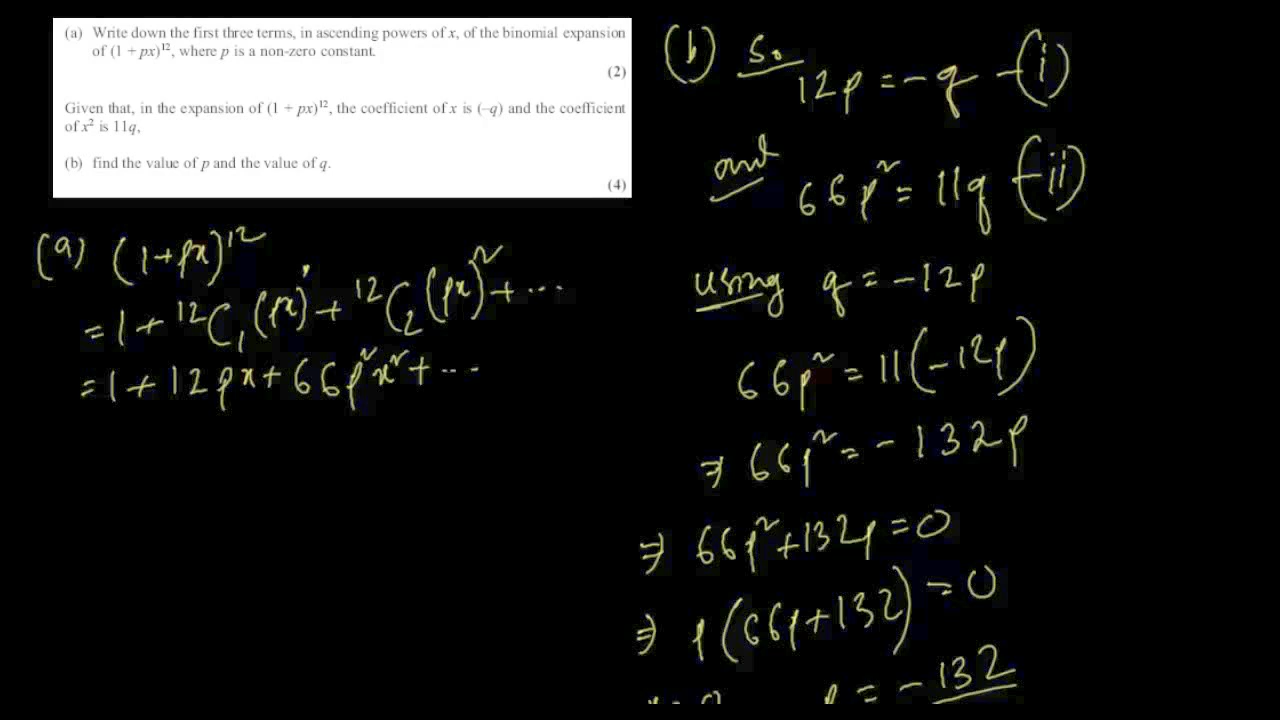 (a) Write down the first three terms, in ascending powers of x, of the binomial expansion
of (1 + px)¹², where p is a non-zero constant.
(2)
Given that, in the expansion of (1 + px)¹², the coefficient of x is (–q) and the coefficient
of x² is 11q,
(b) find the value of p and the value of q.
(4)
(a) (1+px)¹²
= 1 + ¹²C₁(px)¹ + ¹²C₂(px)² + ...
= 1 + 12px + 66p²x² + ...
(b) So
12p = -q -(i)
and
66p² = 11q -(ii)
using q = -12p
66p² = 11(-12p)
⇒ 66p² = -132p
⇒ 66p² + 132p = 0
⇒ p(66p+132) = 0
p = -132